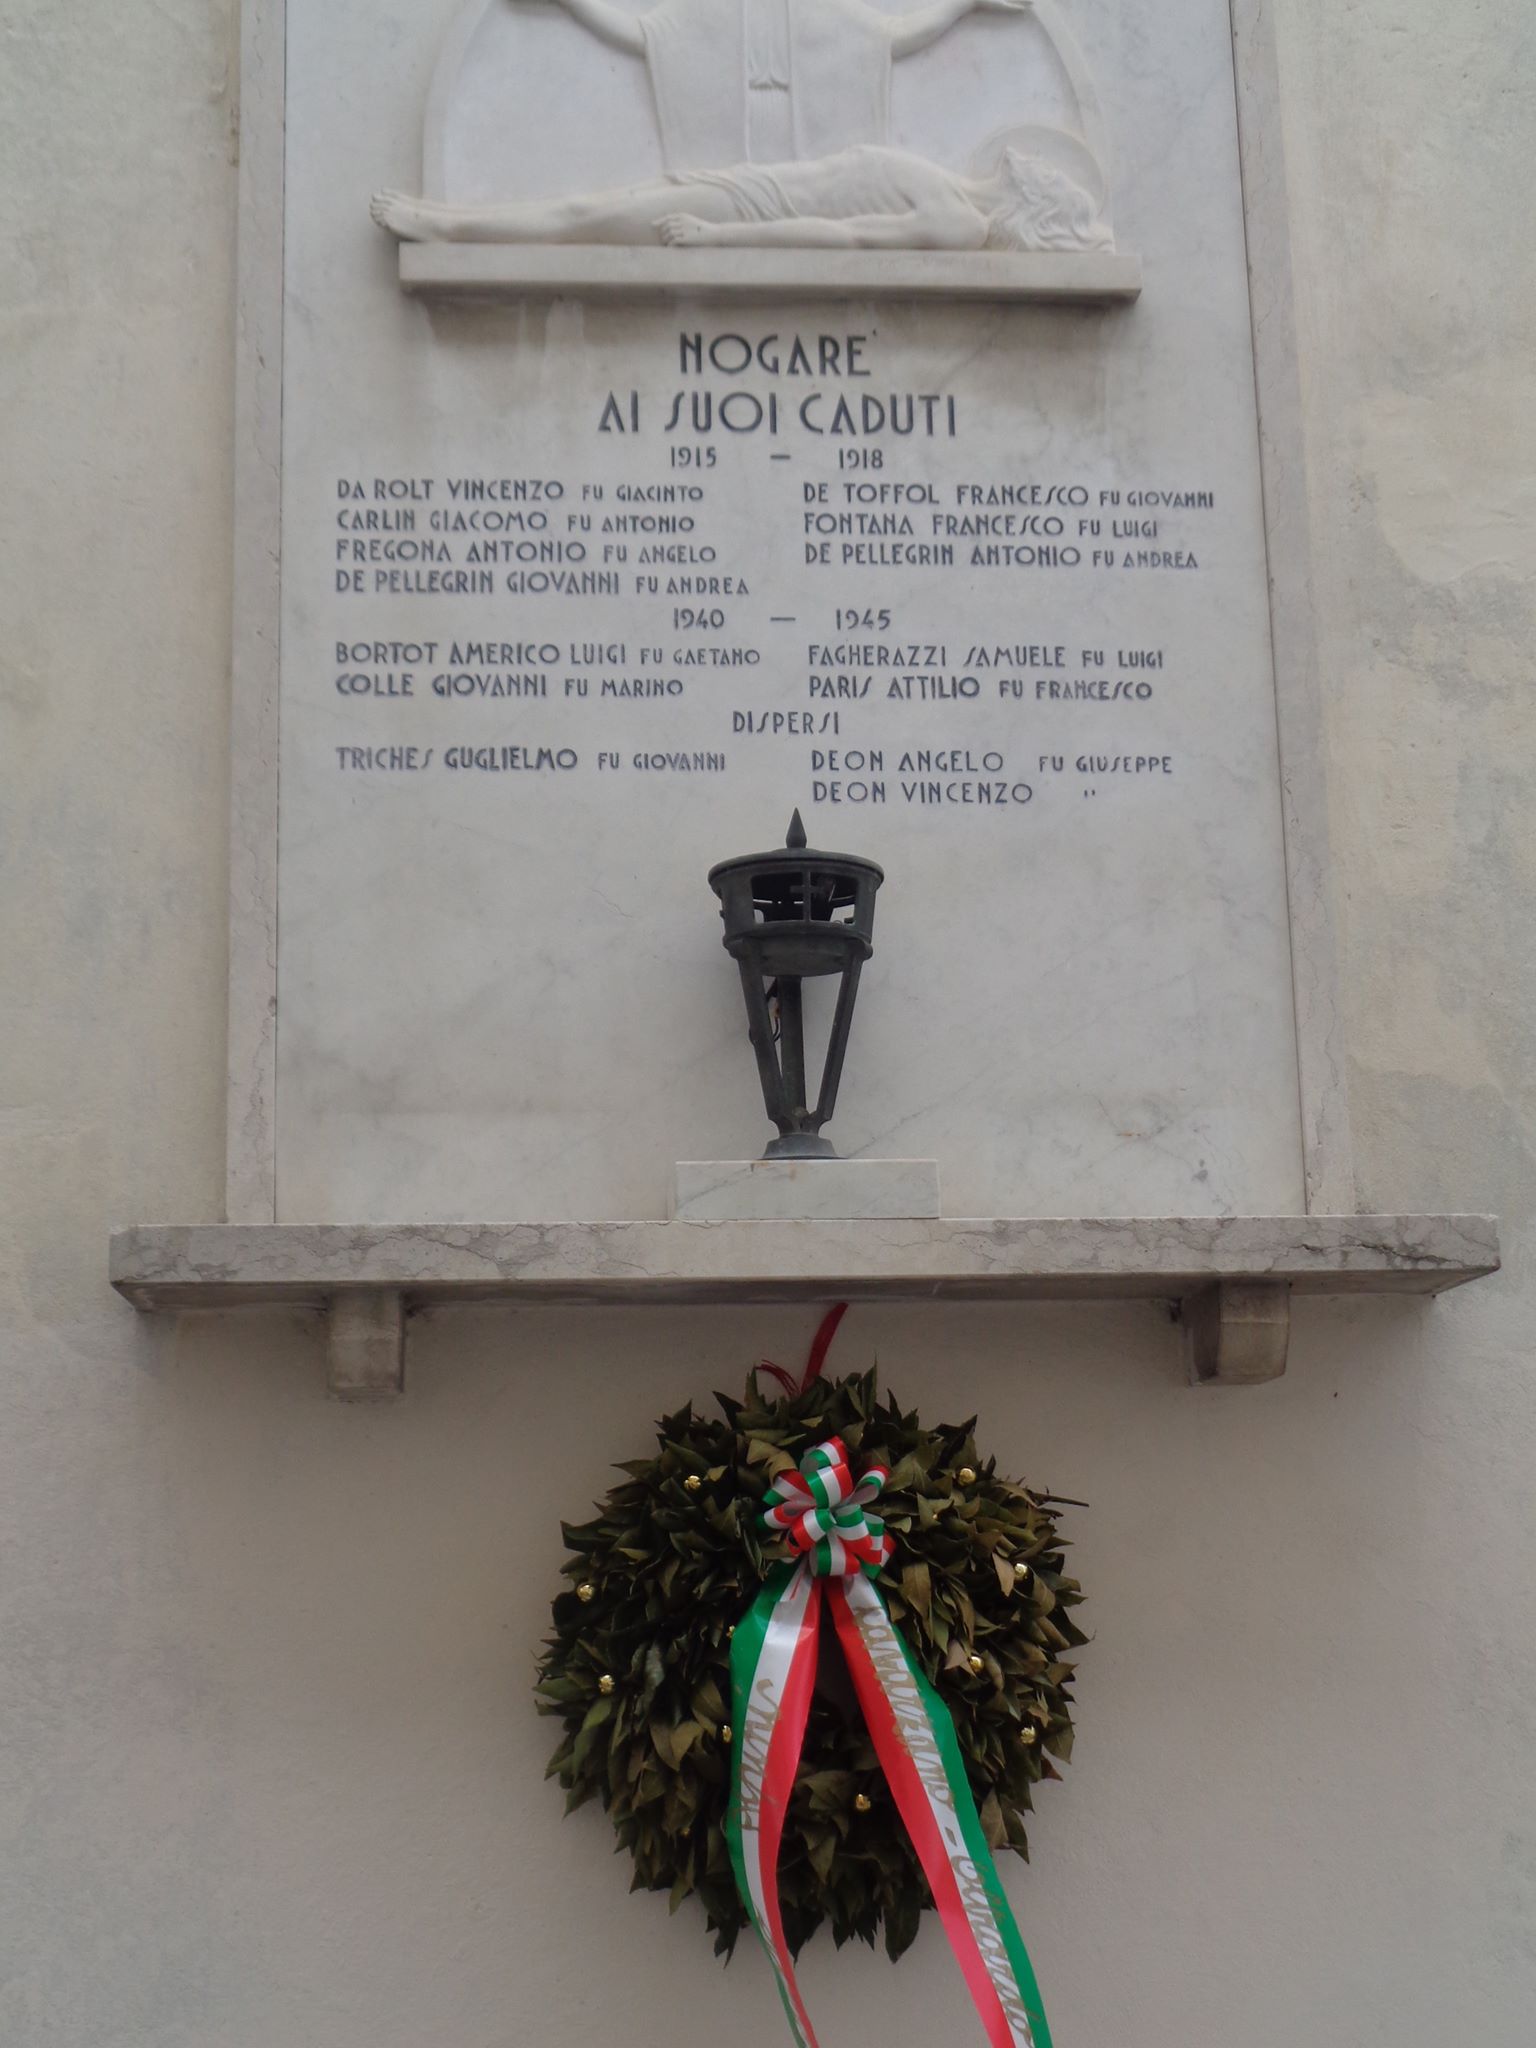 NOGARE'
AI SUOI CADUTI
1915 — 1918
DA ROLT VINCENZO FU GIACINTO
CARLIN GIACOMO FU ANTONIO
FREGONA ANTONIO FU ANGELO
DE PELLEGRIN GIOVANNI FU ANDREA
DE TOFFOL FRANCESCO FU GIOVANNI
FONTANA FRANCESCO FU LUIGI
DE PELLEGRIN ANTONIO FU ANDREA
1940 — 1945
BORTOT AMERICO LUIGI FU GAETANO
COLLE GIOVANNI FU MARINO
FAGHERAZZI SAMUELE FU LUIGI
PARIS ATTILIO FU FRANCESCO
DISPERSI
TRICHES GUGLIELMO FU GIOVANNI
DEON ANGELO FU GIUSEPPE
DEON VINCENZO "